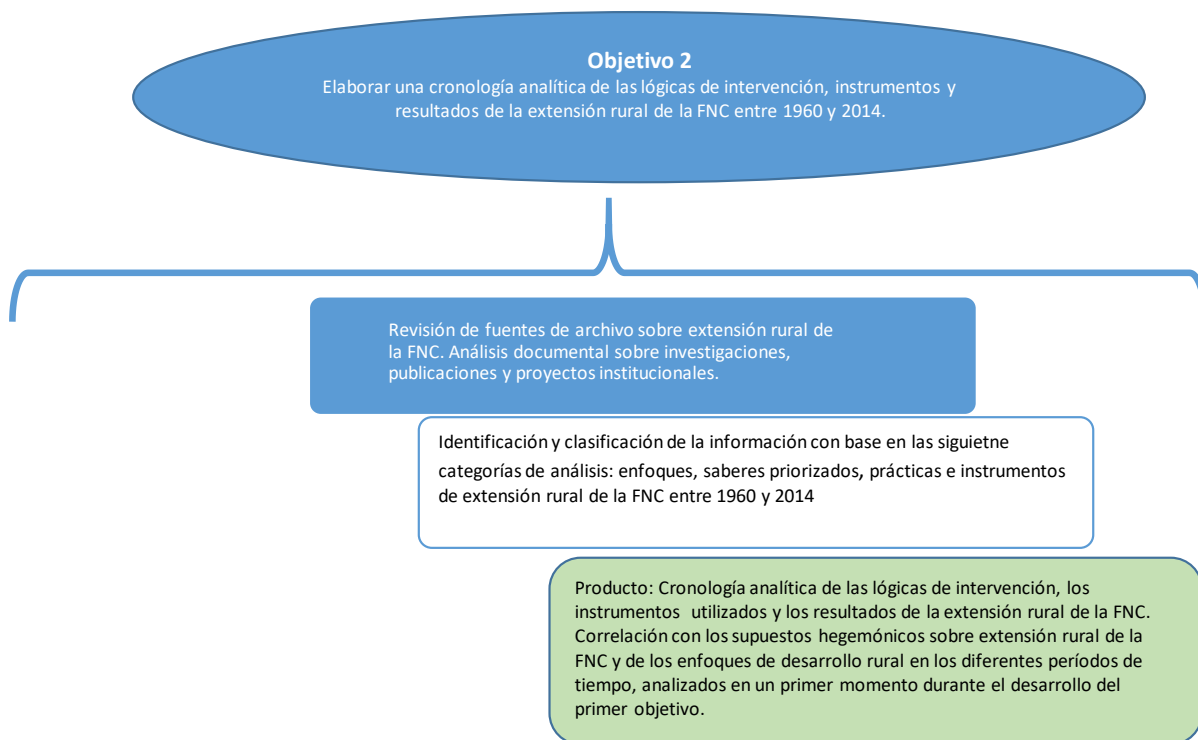 Objetivo 2
Elaborar una cronología analítica de las lógicas de intervención, instrumentos y
resultados de la extensión rural de la FNC entre 1960 y 2014.
Revisión de fuentes de archivo sobre extensión rural de
la FNC. Análisis documental sobre investigaciones,
publicaciones y proyectos institucionales.
Identificación y clasificación de la información con base en las siguietne
categorías de análisis: enfoques, saberes priorizados, prácticas e instrumentos
de extensión rural de la FNC entre 1960 y 2014
Producto: Cronología analítica de las lógicas de intervención, los
instrumentos utilizados y los resultados de la extensión rural de la FNC.
Correlación con los supuestos hegemónicos sobre extensión rural de la
FNC y de los enfoques de desarrollo rural en los diferentes períodos de
tiempo, analizados en un primer momento durante el desarrollo del
primer objetivo.